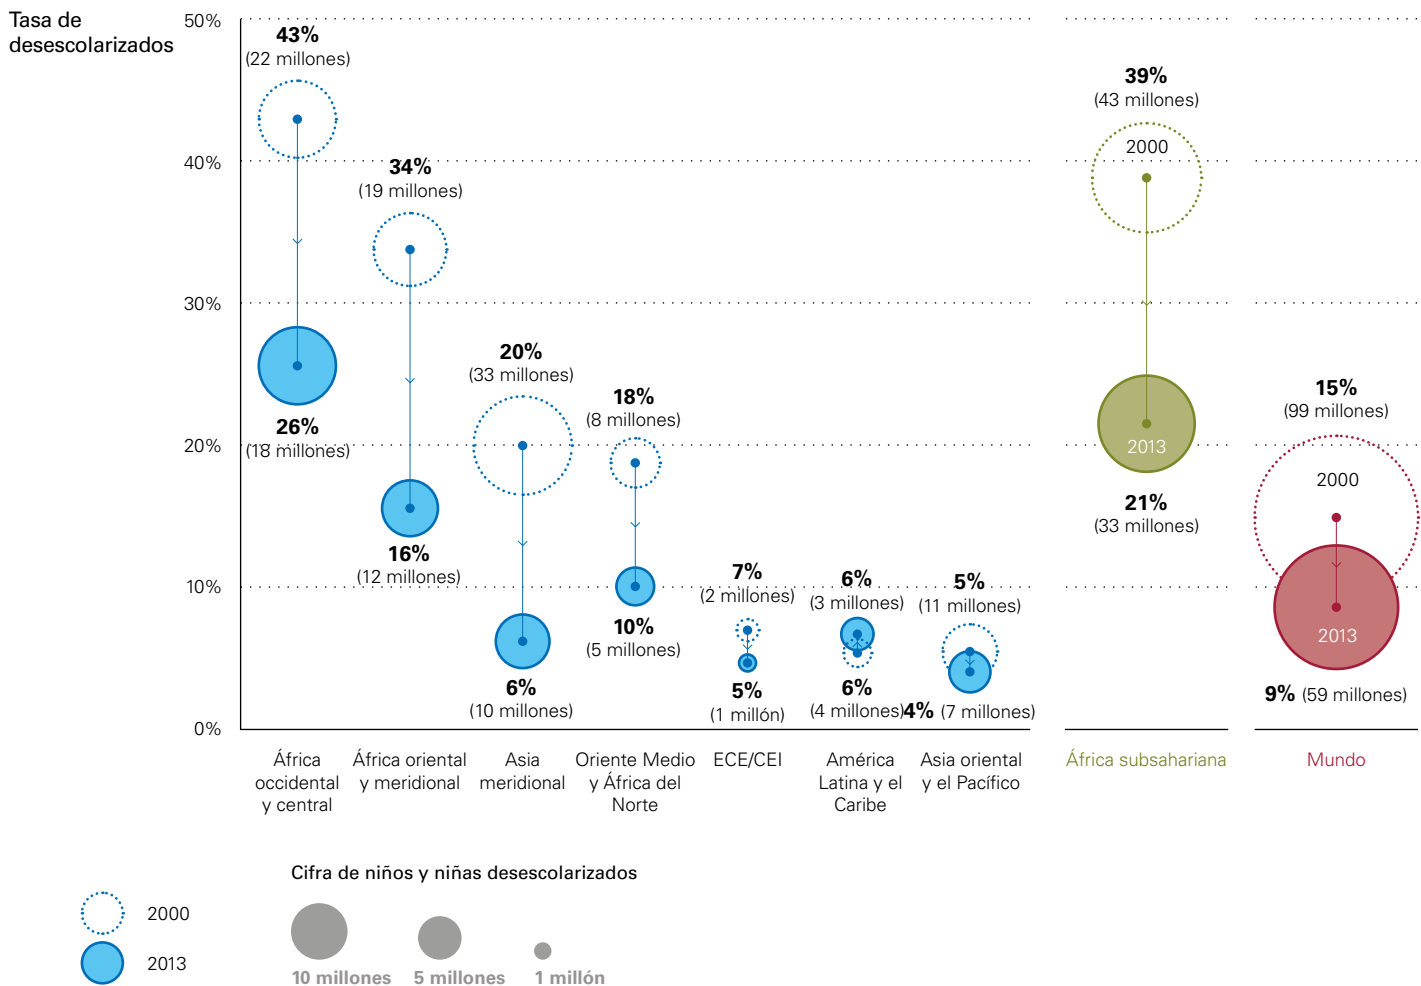 Tasa de
desescolarizados
50%
40%
30%
20%
10%
0%
43%
(22 millones)
26%
(18 millones)
34%
(19 millones)
16%
(12 millones)
20%
(33 millones)
6%
(10 millones)
18%
(8 millones)
10%
(5 millones)
7%
(2 millones)
5%
(1 millón)
6%
(3 millones)
6%
(4 millones)
5%
(11 millones)
4% (7 millones)
39%
(43 millones)
2000
2013
21%
(33 millones)
15%
(99 millones)
2000
2013
9% (59 millones)
África
occidental
y central
África oriental
y meridional
Asia
meridional
Oriente Medio
y África del
Norte
ECE/CEI
América
Latina y el
Caribe
Asia oriental
y el Pacífico
África subsahariana
Mundo
2000
2013
Cifra de niños y niñas desescolarizados
10 millones
5 millones
1 millón